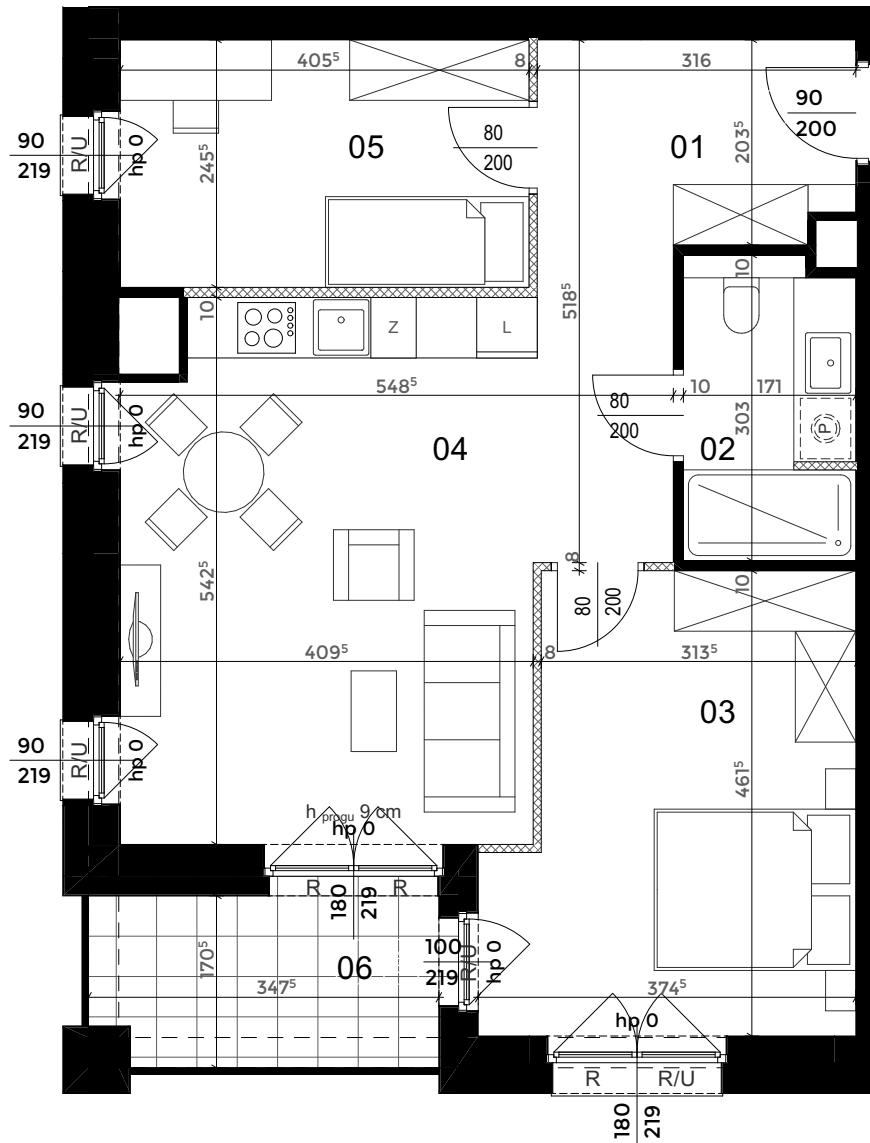 405⁵ 8 316
90
200
80
200
05 01
203⁵
245⁵
90
219
R/U
hp 0
10
10
518⁵
Z L
548⁵ 10 171
80
200
303
P
90
219
R/U
hp 0
04 02
542⁵
8
80
200
10
409⁵ 8 313⁵
03
461⁵
90
219
R/U
hp 0
h progu 9 cm
hp 0
R R
180
219
170⁵
06
100
219
R/U
hp 0
347⁵ 374⁵
hp 0
R R/U
180
219